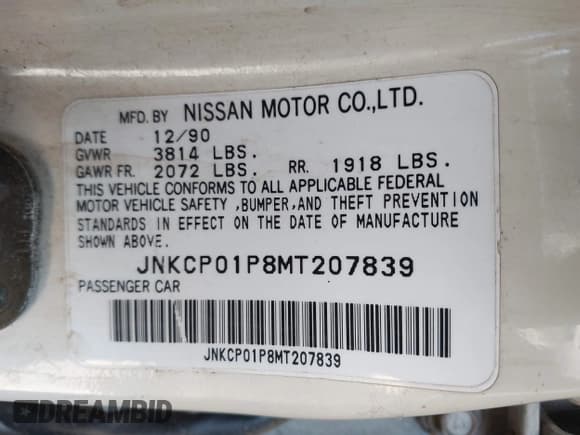 MFD. BY NISSAN MOTOR CO.,LTD.
DATE 12/90
GVWR 3814 LBS.
GAWR FR. 2072 LBS. RR. 1918 LBS.
THIS VEHICLE CONFORMS TO ALL APPLICABLE FEDERAL
MOTOR VEHICLE SAFETY ,BUMPER,AND THEFT PREVENTION
STANDARDS IN EFFECT ON THE DATE OF MANUFACTURE
SHOWN ABOVE.
JNKCP01P8MT207839
PASSENGER CAR
JNKCP01P8MT207839
DREAMBID